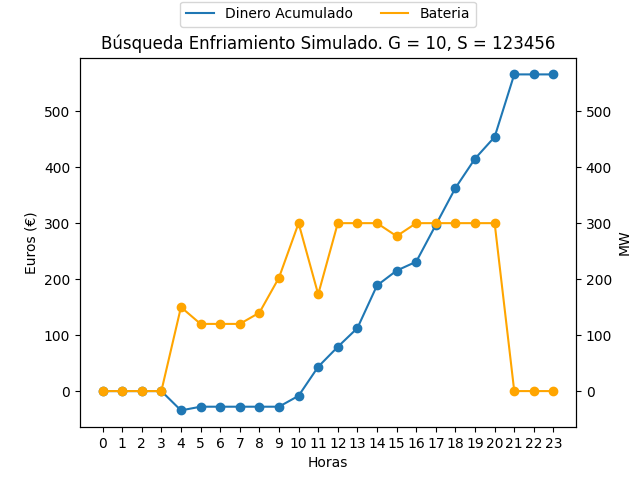 Dinero Acumulado Bateria
Búsqueda Enfriamiento Simulado. G = 10, S = 123456
500 500
400 400
300 300
200 200
100 100
0 0
Euros (€)
MW
0 1 2 3 4 5 6 7 8 9 10 11 12 13 14 15 16 17 18 19 20 21 22 23
Horas